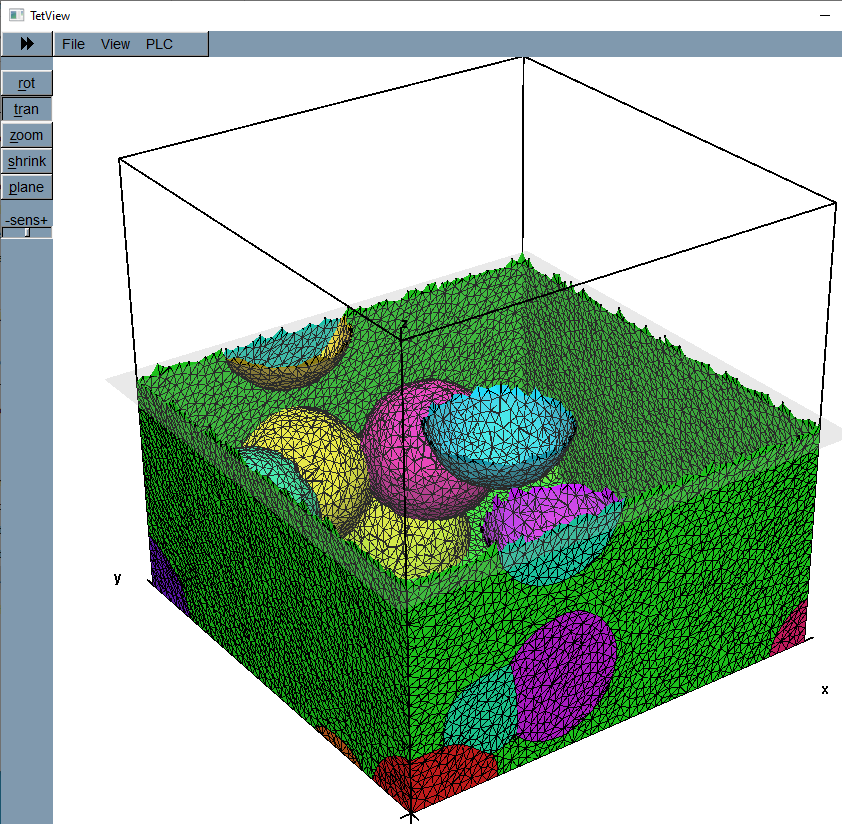 TetView
File View PLC
rot
tran
zoom
shrink
plane
-sens+
z
y
x